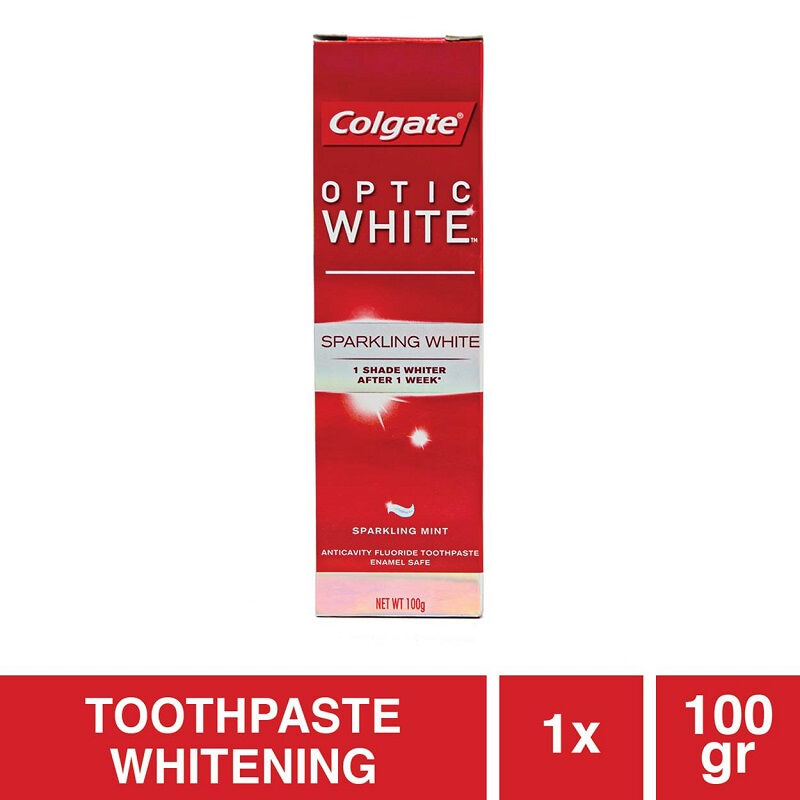 Colgate®
OPTIC
WHITE™
SPARKLING WHITE
1 SHADE WHITER
AFTER 1 WEEK*
SPARKLING MINT
ANTICAVITY FLUORIDE TOOTHPASTE
ENAMEL SAFE
NET WT 100g
TOOTHPASTE
WHITENING
1x
100
gr